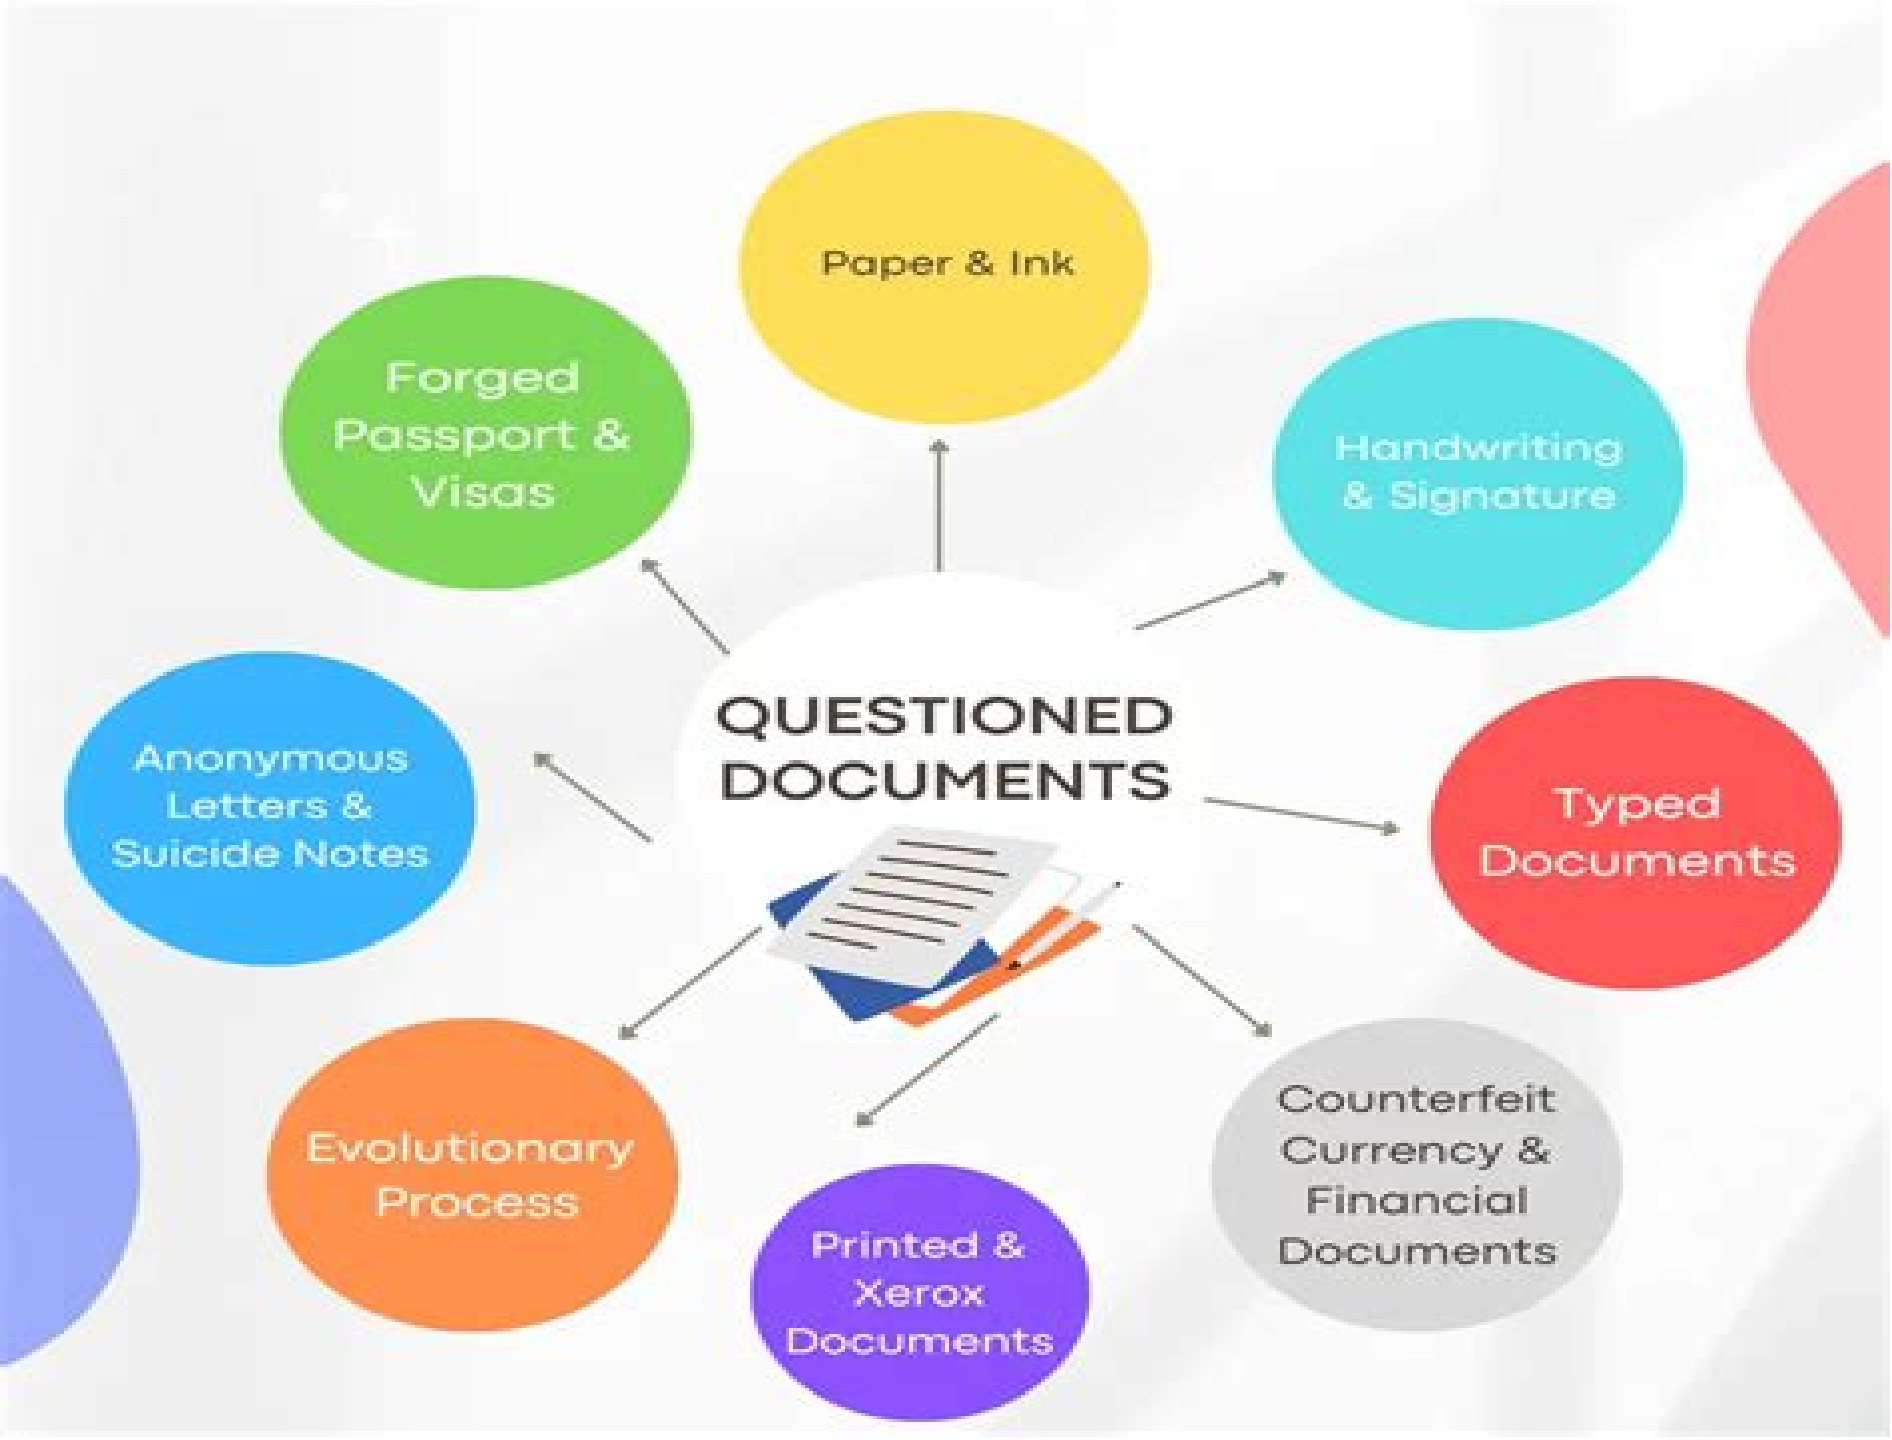 Paper & Ink
Forged
Passport &
Visas
Handwriting
& Signature
QUESTIONED
DOCUMENTS
Anonymous
Letters &
Suicide Notes
Typed
Documents
Evolutionary
Process
Counterfeit
Currency &
Financial
Documents
Printed &
Xerox
Documents